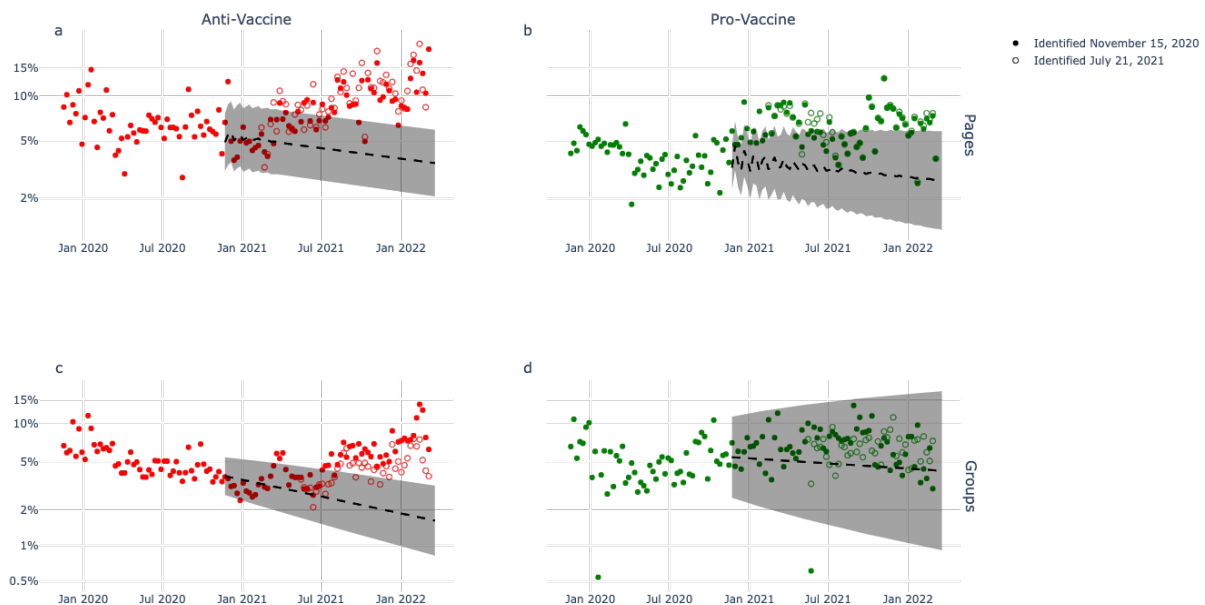 Anti-Vaccine
Pro-Vaccine
a
b
Identified November 15, 2020
Identified July 21, 2021
15%
10%
5%
2%
Pages
Jan 2020 Jul 2020 Jan 2021 Jul 2021 Jan 2022
Jan 2020 Jul 2020 Jan 2021 Jul 2021 Jan 2022
c
d
15%
10%
5%
2%
1%
0.5%
Groups
Jan 2020 Jul 2020 Jan 2021 Jul 2021 Jan 2022
Jan 2020 Jul 2020 Jan 2021 Jul 2021 Jan 2022